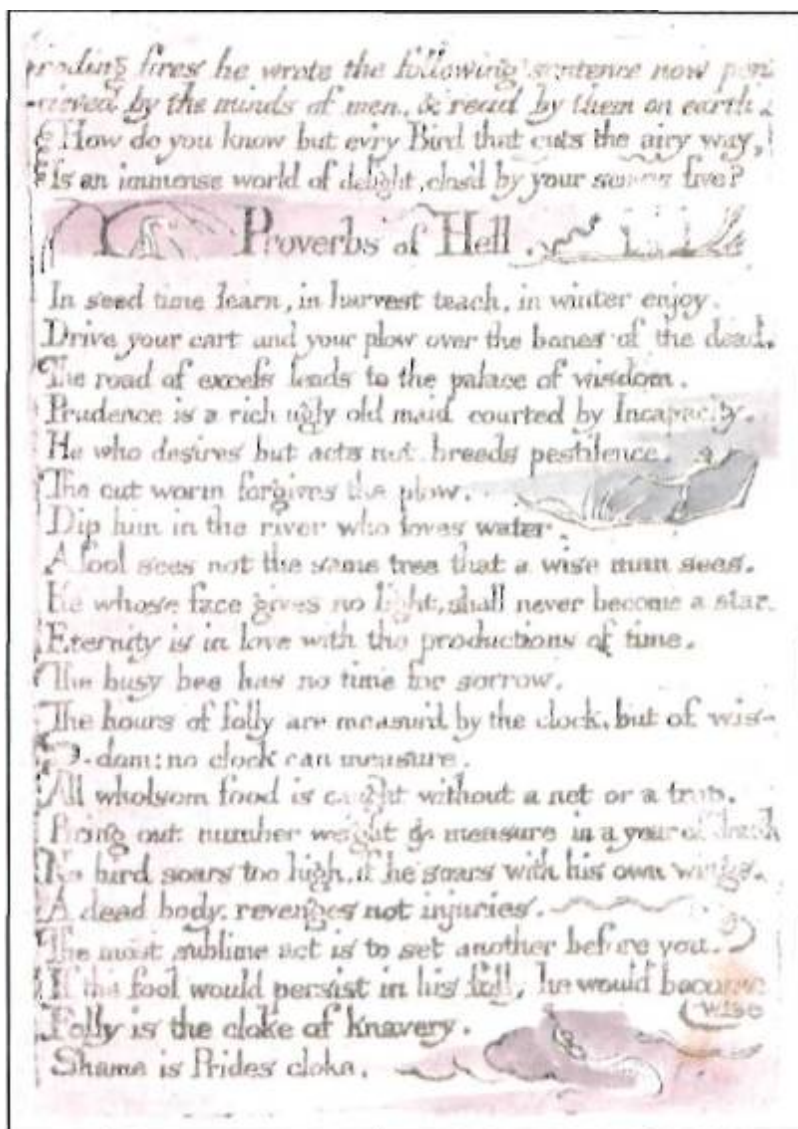 roding fires he wrote the following sentence now per-
cieved by the minds of men, & read by them on earth.
How do you know but ev'ry Bird that cuts the airy way,
Is an immense world of delight, clos'd by your senses five?
Proverbs of Hell.
In seed time learn, in harvest teach, in winter enjoy.
Drive your cart and your plow over the bones of the dead.
The road of excess leads to the palace of wisdom.
Prudence is a rich ugly old maid courted by Incapacity.
He who desires but acts not, breeds pestilence.
The cut worm forgives the plow.
Dip him in the river who loves water.
A fool sees not the same tree that a wise man sees.
He whose face gives no light, shall never become a star.
Eternity is in love with the productions of time.
The busy bee has no time for sorrow.
The hours of folly are measur'd by the clock, but of wis-
-dom: no clock can measure.
All wholsom food is caught without a net or a trap.
Bring out number weight & measure in a year of dearth
No bird soars too high, if he soars with his own wings.
A dead body, revenges not injuries.
The most sublime act is to set another before you.
If the fool would persist in his folly he would become
wise
Folly is the cloke of knavery.
Shame is Prides cloke.